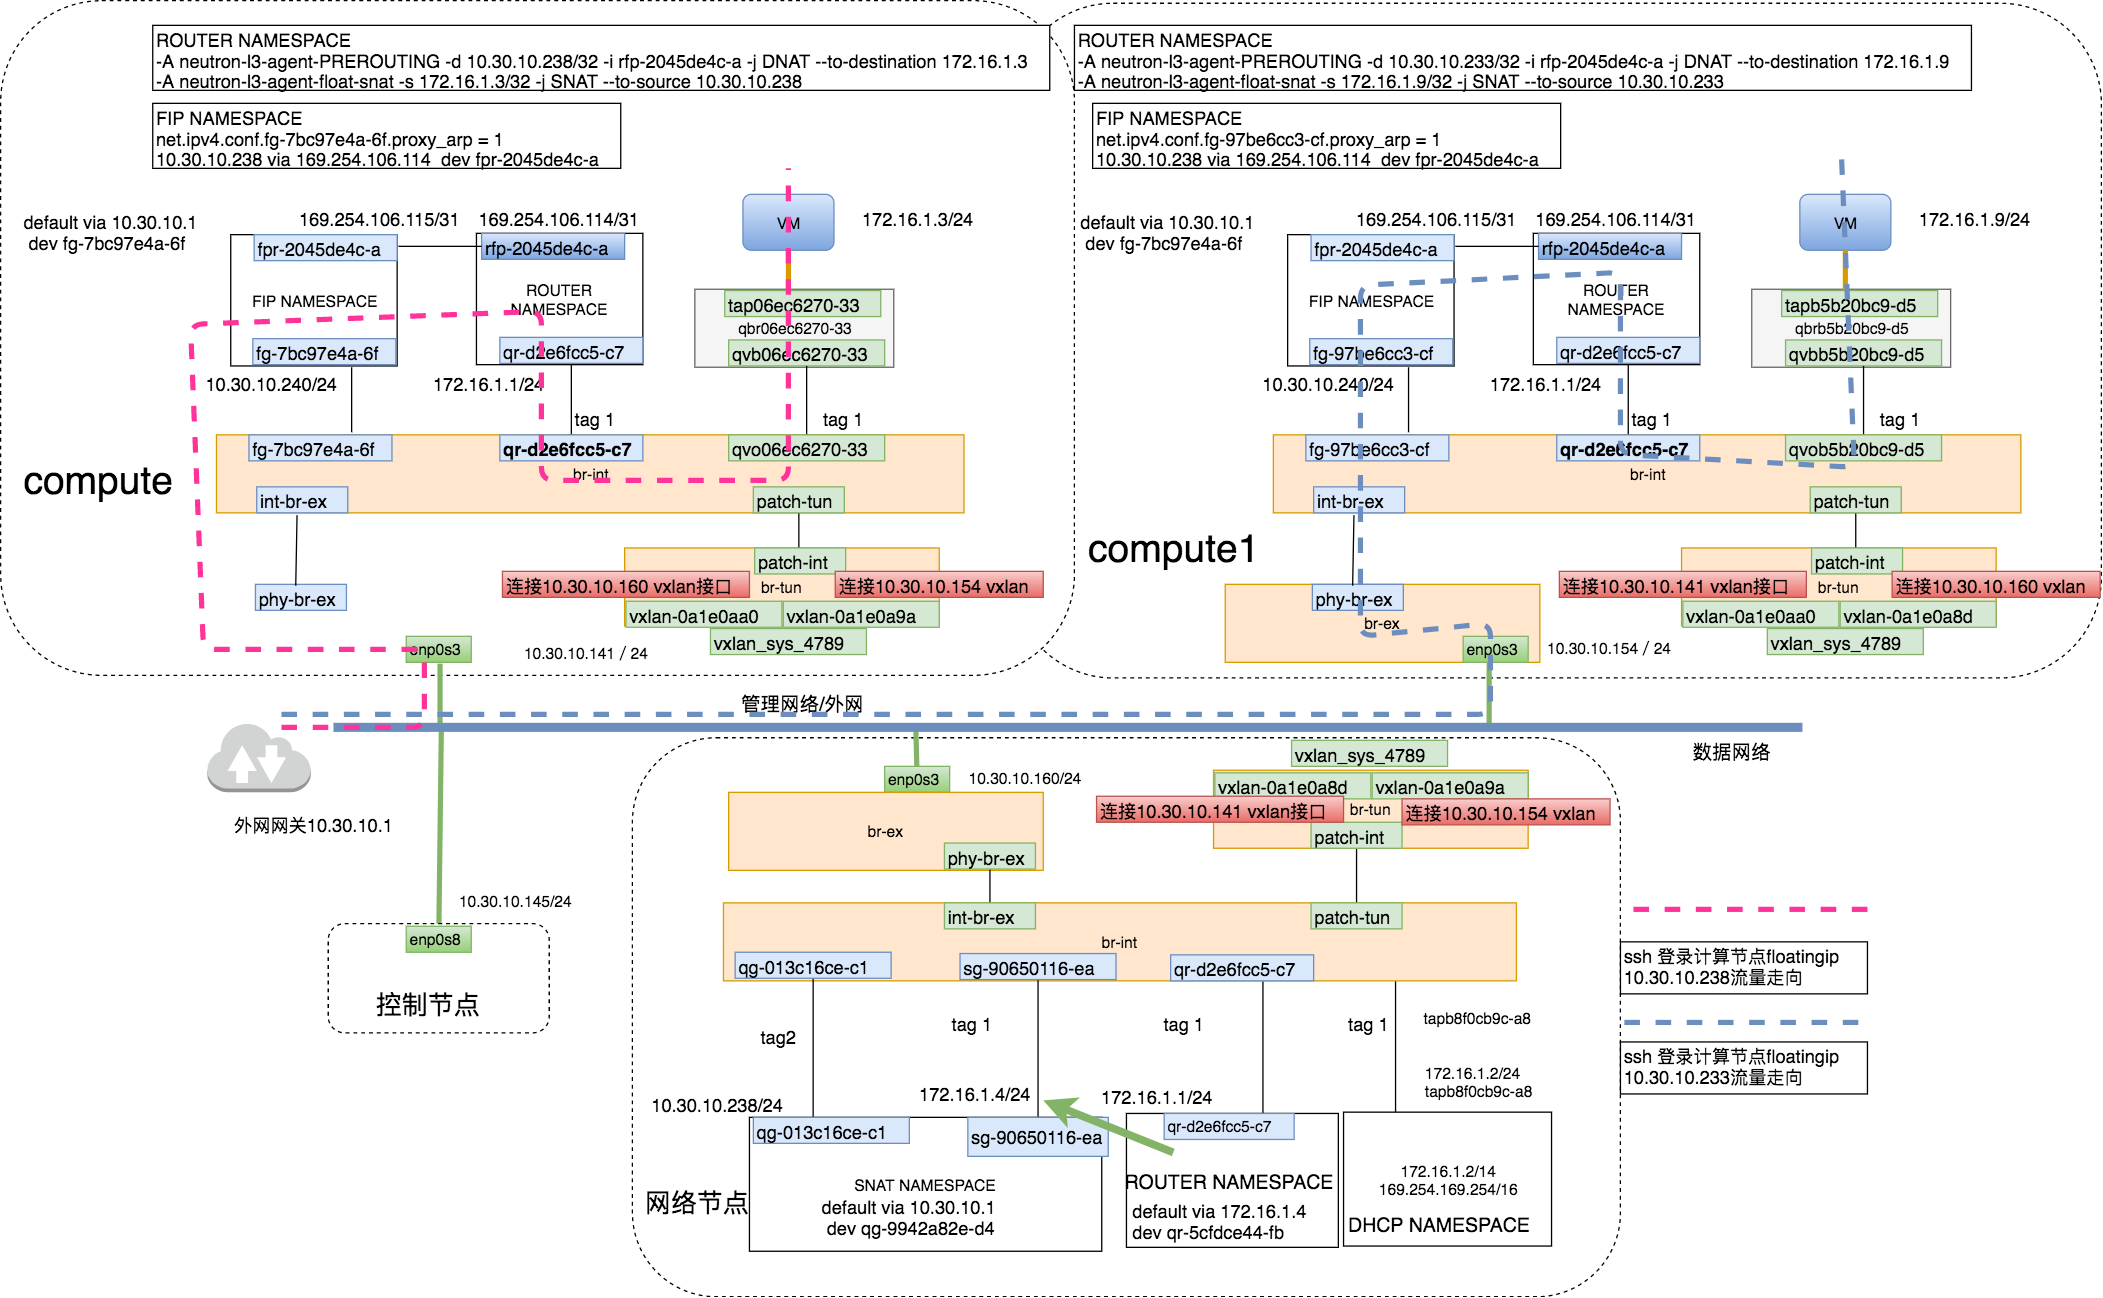 ROUTER NAMESPACE
-A neutron-l3-agent-PREROUTING -d 10.30.10.238/32 -i rfp-2045de4c-a -j DNAT --to-destination 172.16.1.3
-A neutron-l3-agent-float-snat -s 172.16.1.3/32 -j SNAT --to-source 10.30.10.238
FIP NAMESPACE
net.ipv4.conf.fg-7bc97e4a-6f.proxy_arp = 1
10.30.10.238 via 169.254.106.114 dev fpr-2045de4c-a
default via 10.30.10.1
dev fg-7bc97e4a-6f
169.254.106.115/31
169.254.106.114/31
VM
172.16.1.3/24
fpr-2045de4c-a
rfp-2045de4c-a
FIP NAMESPACE
ROUTER
NAMESPACE
tap06ec6270-33
qbr06ec6270-33
qvb06ec6270-33
fg-7bc97e4a-6f
qr-d2e6fcc5-c7
10.30.10.240/24
172.16.1.1/24
tag 1
tag 1
fg-7bc97e4a-6f
qr-d2e6fcc5-c7
qvo06ec6270-33
br-int
compute
int-br-ex
patch-tun
patch-int
连接10.30.10.160 vxlan接口
br-tun
连接10.30.10.154 vxlan
phy-br-ex
vxlan-0a1e0aa0
vxlan-0a1e0a9a
vxlan_sys_4789
enp0s3
10.30.10.141 / 24
ROUTER NAMESPACE
-A neutron-l3-agent-PREROUTING -d 10.30.10.233/32 -i rfp-2045de4c-a -j DNAT --to-destination 172.16.1.9
-A neutron-l3-agent-float-snat -s 172.16.1.9/32 -j SNAT --to-source 10.30.10.233
FIP NAMESPACE
net.ipv4.conf.fg-97be6cc3-cf.proxy_arp = 1
10.30.10.238 via 169.254.106.114 dev fpr-2045de4c-a
default via 10.30.10.1
dev fg-7bc97e4a-6f
169.254.106.115/31
169.254.106.114/31
VM
172.16.1.9/24
fpr-2045de4c-a
rfp-2045de4c-a
FIP NAMESPACE
ROUTER
NAMESPACE
tapb5b20bc9-d5
qbrb5b20bc9-d5
qvbb5b20bc9-d5
fg-97be6cc3-cf
qr-d2e6fcc5-c7
10.30.10.240/24
172.16.1.1/24
tag 1
tag 1
fg-97be6cc3-cf
qr-d2e6fcc5-c7
qvob5b20bc9-d5
br-int
int-br-ex
patch-tun
compute1
patch-int
连接10.30.10.141 vxlan接口
br-tun
连接10.30.10.160 vxlan
phy-br-ex
br-ex
vxlan-0a1e0aa0
vxlan-0a1e0a8d
vxlan_sys_4789
enp0s3
10.30.10.154 / 24
管理网络/外网
数据网络
外网网关10.30.10.1
10.30.10.145/24
enp0s8
控制节点
enp0s3
10.30.10.160/24
br-ex
phy-br-ex
vxlan_sys_4789
vxlan-0a1e0a8d
vxlan-0a1e0a9a
连接10.30.10.141 vxlan接口
br-tun
连接10.30.10.154 vxlan
patch-int
int-br-ex
patch-tun
br-int
qg-013c16ce-c1
sg-90650116-ea
qr-d2e6fcc5-c7
tag2
tag 1
tag 1
tag 1
tapb8f0cb9c-a8
172.16.1.2/24
tapb8f0cb9c-a8
10.30.10.238/24
172.16.1.4/24
172.16.1.1/24
qg-013c16ce-c1
sg-90650116-ea
qr-d2e6fcc5-c7
SNAT NAMESPACE
default via 10.30.10.1
dev qg-9942a82e-d4
网络节点
ROUTER NAMESPACE
default via 172.16.1.4
dev qr-5cfdce44-fb
172.16.1.2/14
169.254.169.254/16
DHCP NAMESPACE
ssh 登录计算节点floatingip
10.30.10.238流量走向
ssh 登录计算节点floatingip
10.30.10.233流量走向